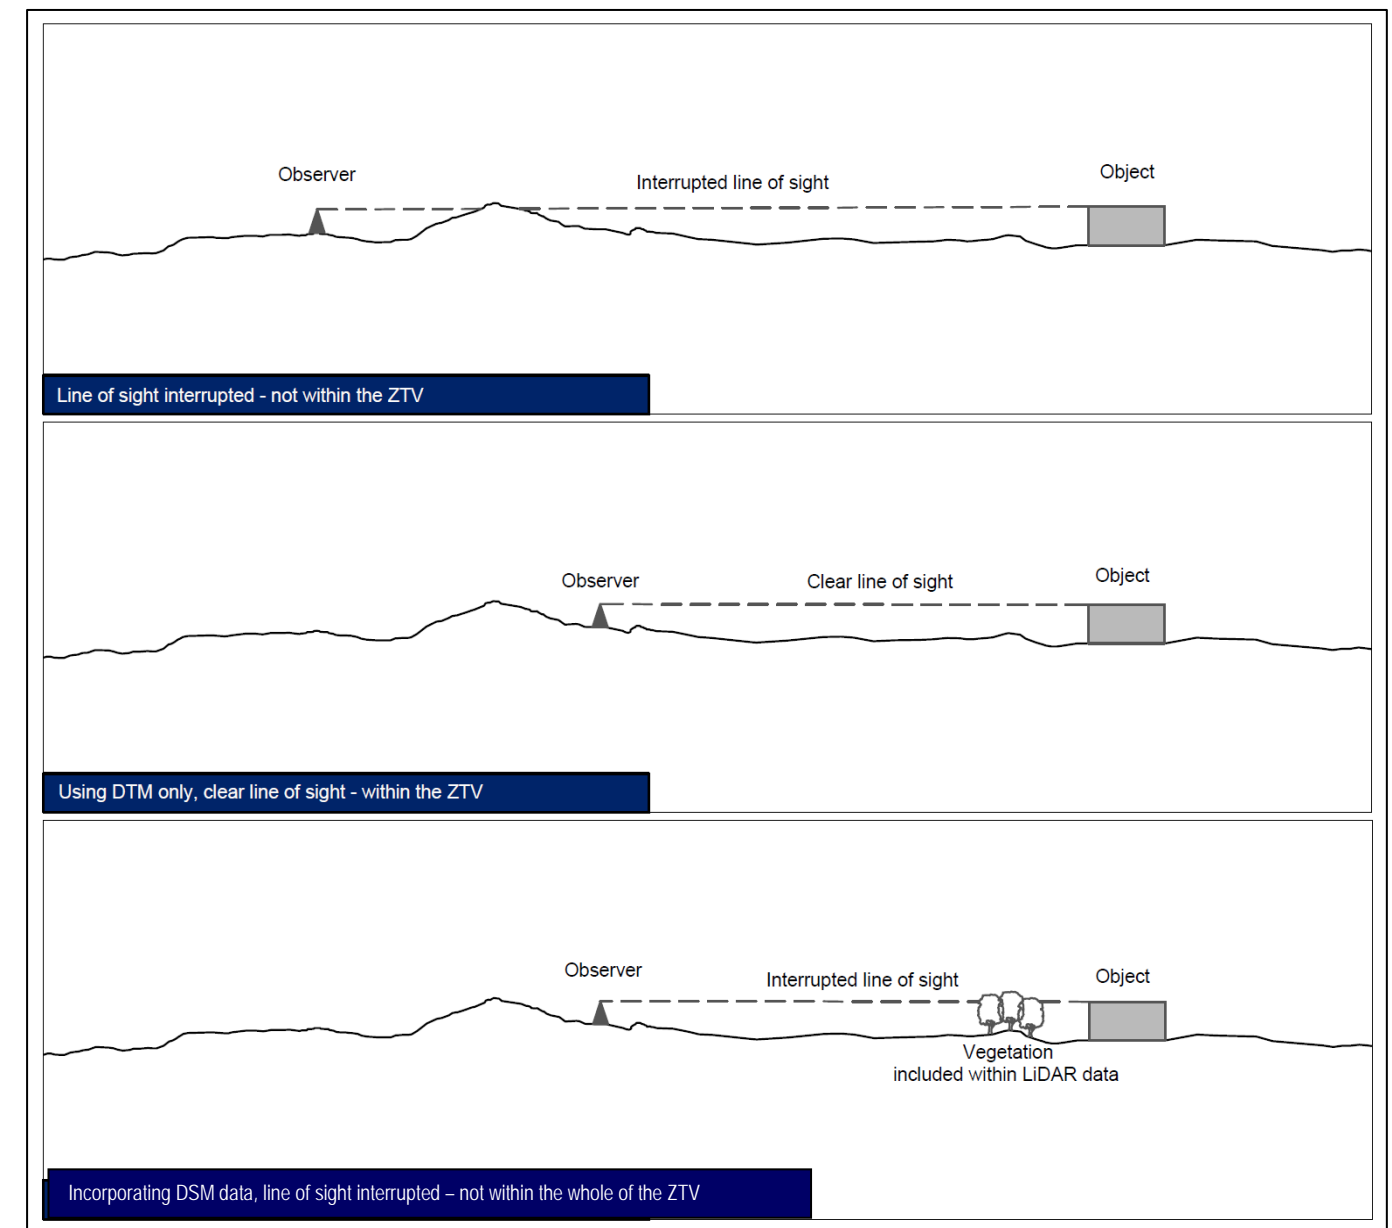 Observer
Interrupted line of sight
Object
Line of sight interrupted - not within the ZTV
Observer
Clear line of sight
Object
Using DTM only, clear line of sight - within the ZTV
Observer
Interrupted line of sight
Object
Vegetation
included within LiDAR data
Incorporating DSM data, line of sight interrupted – not within the whole of the ZTV